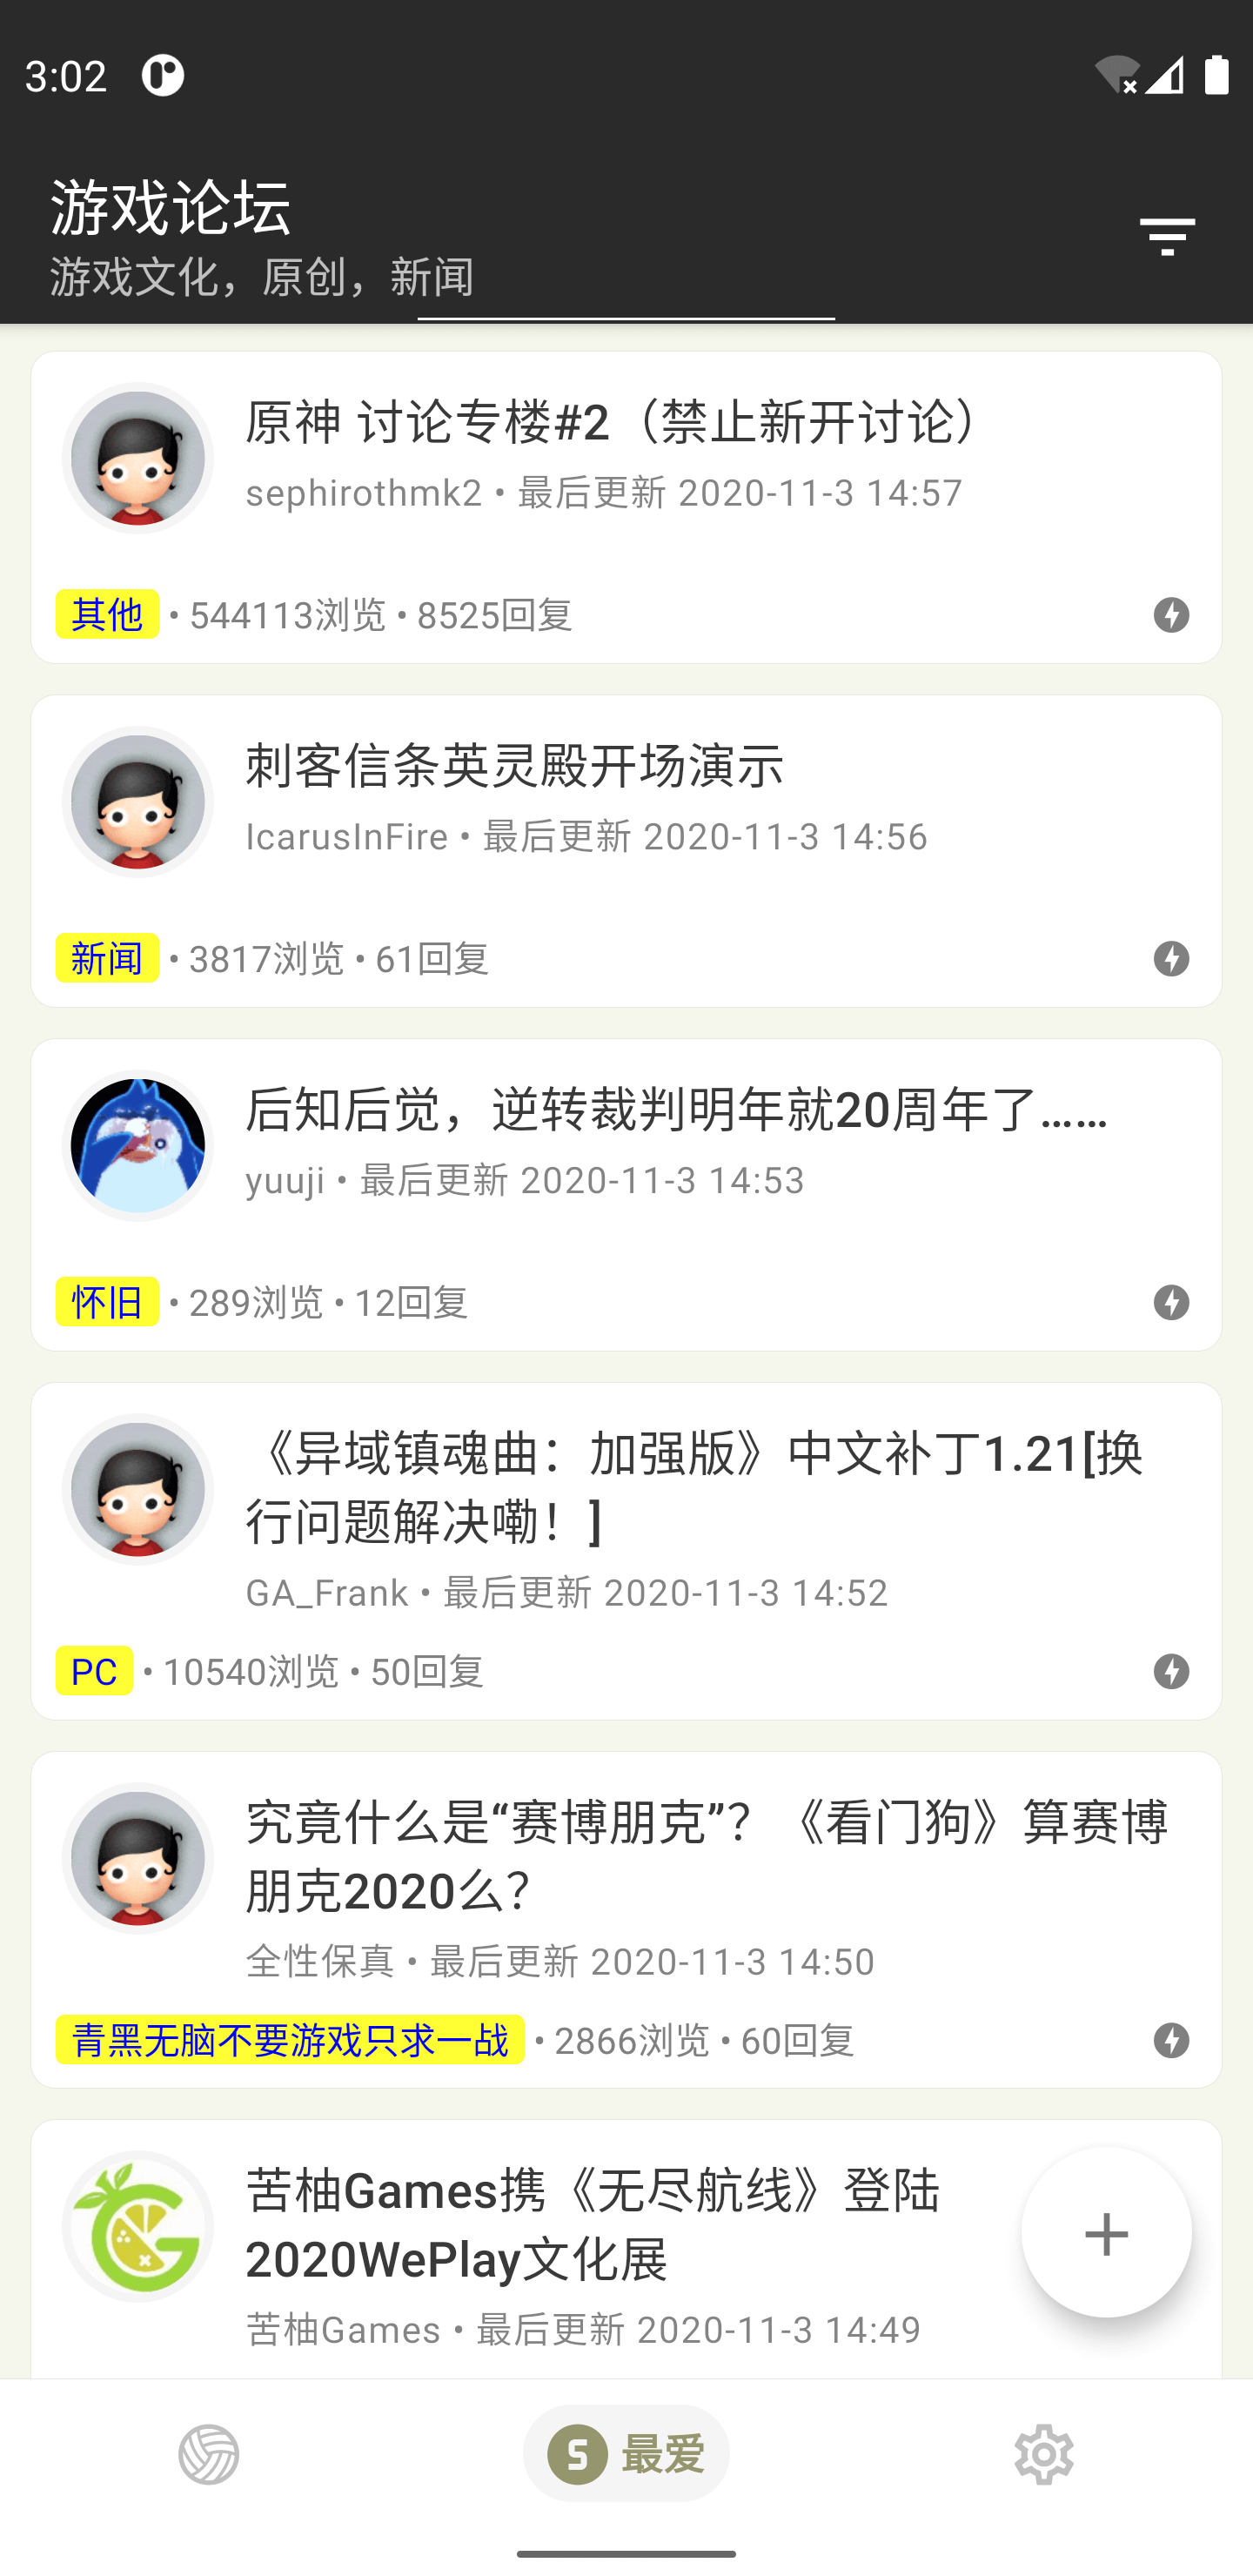 3:02
游戏论坛
游戏文化，原创，新闻
原神 讨论专楼#2（禁止新开讨论）
sephirothmk2 • 最后更新 2020-11-3 14:57
其他 • 544113浏览 • 8525回复
刺客信条英灵殿开场演示
IcarusInFire • 最后更新 2020-11-3 14:56
新闻 • 3817浏览 • 61回复
后知后觉，逆转裁判明年就20周年了……
yuuji • 最后更新 2020-11-3 14:53
怀旧 • 289浏览 • 12回复
《异域镇魂曲：加强版》中文补丁1.21[换
行问题解决嘞！]
GA_Frank • 最后更新 2020-11-3 14:52
PC • 10540浏览 • 50回复
究竟什么是“赛博朋克”？《看门狗》算赛博
朋克2020么？
全性保真 • 最后更新 2020-11-3 14:50
青黑无脑不要游戏只求一战 • 2866浏览 • 60回复
苦柚Games携《无尽航线》登陆
2020WePlay文化展
苦柚Games • 最后更新 2020-11-3 14:49
S 最爱